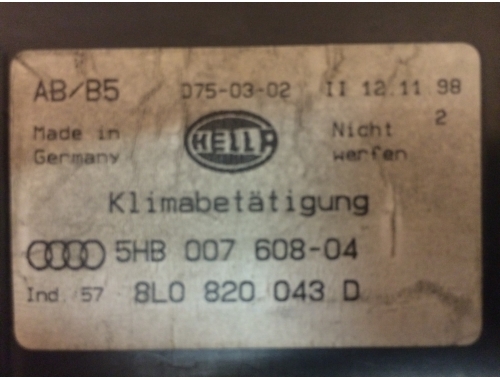 AB/B5 D75-03-02 II 12.11 98
Made in Germany
HELLA
Nicht 2
werfen
Klimabetätigung
5HB 007 608-04
Ind. 57 8L0 820 043 D